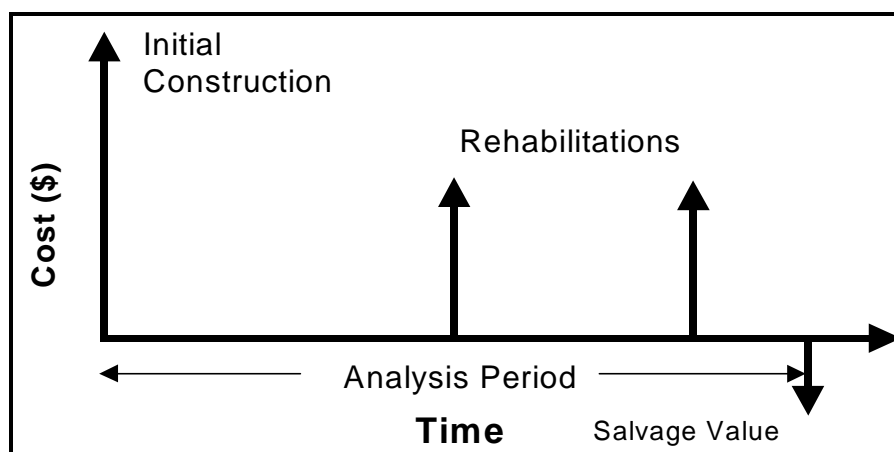 Initial
Construction
Rehabilitations
Cost ($)
Analysis Period
Time
Salvage Value